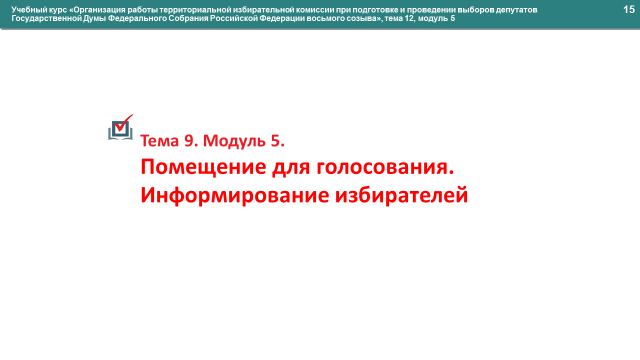 Учебный курс «Организация работы территориальной избирательной комиссии при подготовке и проведении выборов депутатов
Государственной Думы Федерального Собрания Российской Федерации восьмого созыва», тема 12, модуль 5
15
Тема 9. Модуль 5.
Помещение для голосования.
Информирование избирателей